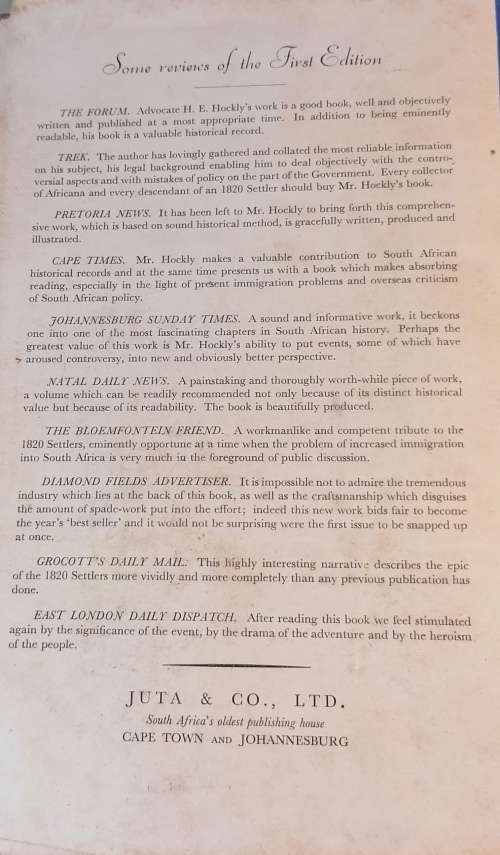 Some reviews of the First Edition
THE FORUM. Advocate H. E. Hockly's work is a good book, well and objectively
written and published at a most appropriate time. In addition to being eminently
readable, his book is a valuable historical record.
TREK. The author has lovingly gathered and collated the most reliable information
on his subject, his legal background enabling him to deal objectively with the contro-
versial aspects and with mistakes of policy on the part of the Government. Every collector
of Africana and every descendant of an 1820 Settler should buy Mr. Hockly's book.
PRETORIA NEWS. It has been left to Mr. Hockly to bring forth this comprehen-
sive work, which is based on sound historical method, is gracefully written, produced and
illustrated.
CAPE TIMES. Mr. Hockly makes a valuable contribution to South African
historical records and at the same time presents us with a book which makes absorbing
reading, especially in the light of present immigration problems and overseas criticism
of South African policy.
JOHANNESBURG SUNDAY TIMES. A sound and informative work, it beckons
one into one of the most fascinating chapters in South African history. Perhaps the
greatest value of this work is Mr. Hockly's ability to put events, some of which have
aroused controversy, into new and obviously better perspective.
NATAL DAILY NEWS. A painstaking and thoroughly worth-while piece of work,
a volume which can be readily recommended not only because of its distinct historical
value but because of its readability. The book is beautifully produced.
THE BLOEMFONTEIN FRIEND. A workmanlike and competent tribute to the
1820 Settlers, eminently opportune at a time when the problem of increased immigration
into South Africa is very much in the foreground of public discussion.
DIAMOND FIELDS ADVERTISER. It is impossible not to admire the tremendous
industry which lies at the back of this book, as well as the craftsmanship which disguises
the amount of spade-work put into the effort; indeed this new work bids fair to become
the year's 'best seller' and it would not be surprising were the first issue to be snapped up
at once.
GROCOTT'S DAILY MAIL: This highly interesting narrative describes the epic
of the 1820 Settlers more vividly and more completely than any previous publication has
done.
EAST LONDON DAILY DISPATCH. After reading this book we feel stimulated
again by the significance of the event, by the drama of the adventure and by the heroism
of the people.
JUTA & CO., LTD.
South Africa's oldest publishing house
CAPE TOWN AND JOHANNESBURG